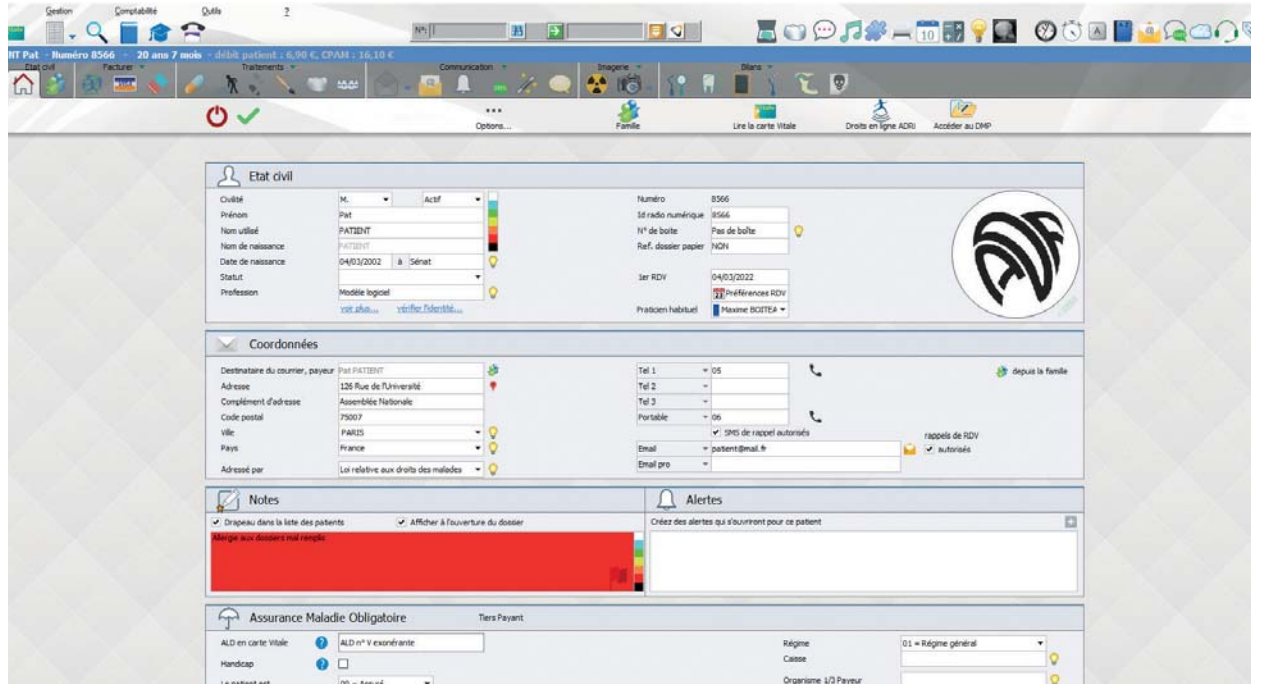 Gestion Comptabilité Outils ?
N°:
10
A
NT Pat - Numéro 8566 - 20 ans 7 mois - débit patient : 6,90 €, CPAM : 16,10 €
Etat civil Facturer Traitements Communication Imagerie Bilans
Options... Famille Lire la carte Vitale Droits en ligne ADRi Accéder au DMP
Etat civil
Civilité M. Actif Numéro 8566
Prénom Pat Id radio numérique 8566
Nom utilisé PATIENT N° de boite Pas de boîte
Nom de naissance PATIENT Ref. dossier papier NON
Date de naissance 04/03/2002 à Sénat
Statut 1er RDV 04/03/2022
Profession Modèle logiciel Préférences RDV
voir plus... vérifier l'identité... Praticien habituel Maxime BOITEA
Coordonnées
Destinataire du courrier, payeur Pat PATIENT Tel 1 05 depuis la famille
Adresse 126 Rue de l'Université Tel 2
Complément d'adresse Assemblée Nationale Tel 3
Code postal 75007 Portable 06
Ville PARIS SMS de rappel autorisés rappels de RDV
Pays France Email patient@mail.fr autorisés
Adressé par Loi relative aux droits des malades Email pro
Notes Alertes
Drapeau dans la liste des patients Afficher à l'ouverture du dossier Créez des alertes qui s'ouvriront pour ce patient
Allergie aux dossiers mal remplis
Assurance Maladie Obligatoire Tiers Payant
ALD en carte Vitale ? ALD n° V exonérante Régime 01 = Régime général
Handicap ? Caisse
Le patient est 00 = Assuré Organisme 1/3 Payeur